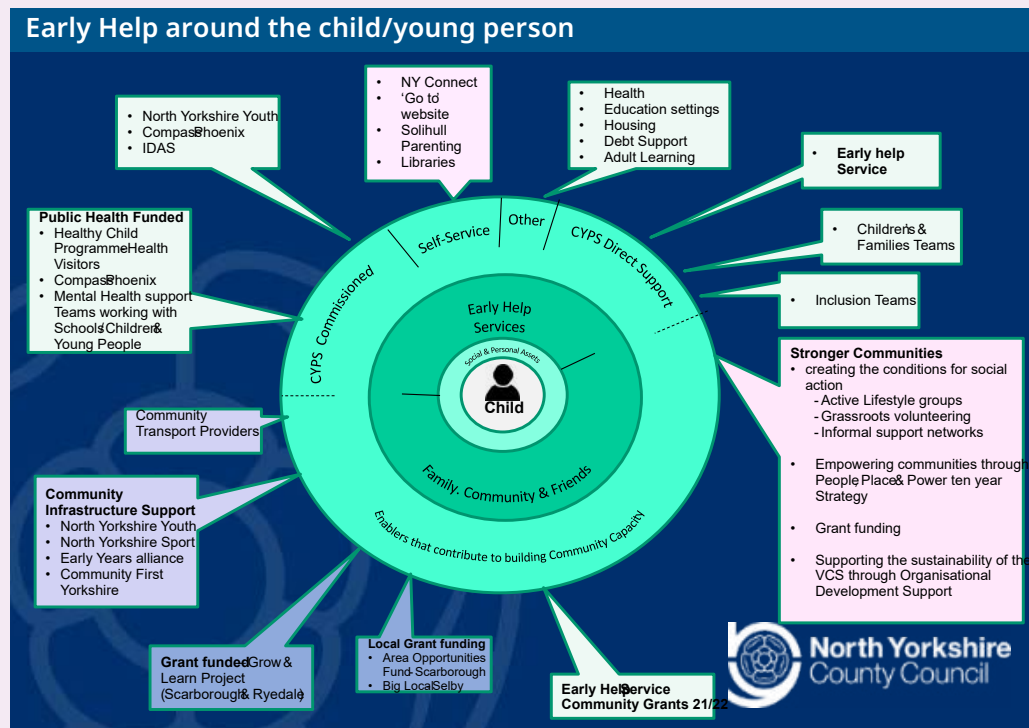 Early Help around the child/young person
• NY Connect
• 'Go to' website
• Solihull
Parenting
• Libraries
• Health
• Education settings
• Housing
• Debt Support
• Adult Learning
• North Yorkshire Youth
• Compass Phoenix
• IDAS
• Early help
Service
Public Health Funded
• Healthy Child
Programme - Health
Visitors
• Compass Phoenix
• Mental Health support
Teams working with
Schools/Children &
Young People
• Children's &
Families Teams
• Inclusion Teams
CYPS Commissioned
Self-Service
Other
CYPS Direct Support
Early Help
Services
Social & Personal Assets
Child
Family, Community & Friends
Enablers that contribute to building Community Capacity
Stronger Communities
• creating the conditions for social
action
- Active Lifestyle groups
- Grassroots volunteering
- Informal support networks
• Empowering communities through
People, Place & Power ten year
Strategy
• Grant funding
• Supporting the sustainability of the
VCS through Organisational
Development Support
Community
Transport Providers
Community
Infrastructure Support
• North Yorkshire Youth
• North Yorkshire Sport
• Early Years alliance
• Community First
Yorkshire
Grant funded - Grow &
Learn Project
(Scarborough & Ryedale)
Local Grant funding
• Area Opportunities
Fund - Scarborough
• Big Local Selby
Early Help Service
Community Grants 21/22
North Yorkshire
County Council